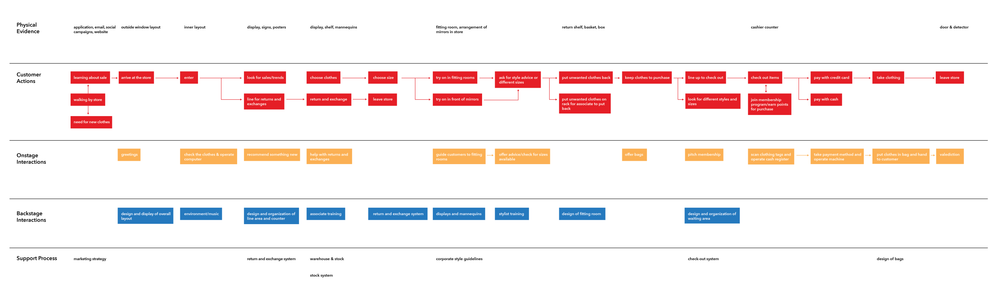 Physical
Evidence
application, email, social
campaigns, website
outside window layout
inner layout
display, signs, posters
display, shelf, mannequine
fitting room, arrangement of
mirrors in store
return shelf, basket, box
cashier counter
door & detector
Customer
Actions
learning about sale
arrive at the store
enter
look for sales/trends
choose clothes
choose size
try on in fitting rooms
ask for style advice or
different sizes
put unwanted clothes back
keep clothes to purchase
line up to check out
check out items
pay with credit card
take clothing
leave store
walking by store
line for returns and
exchanges
return and exchange
leave store
try on in front of mirrors
put unwanted clothes on
rack for associate to put
back
look for different styles and
sizes
join membership
program/earn points
for purchase
pay with cash
need for new clothes
Onstage
Interactions
greetings
check the clothes & operate
computer
recommend something new
help with returns and
exchanges
guide customers to fitting
rooms
offer advice/check for sizes
available
offer bags
pitch membership
scan clothing tags and
operate cash register
take payment method and
operate machine
put clothes in bag and hand
to customer
valediction
Backstage
Interactions
design and display of overall
layout
environment/music
design and organization of
line area and counter
associate training
return and exchange system
displays and mannequins
stylist training
design of fitting room
design and organization of
waiting area
Support Process
marketing strategy
return and exchange system
warehouse & stock
corporate style guidelines
check-out system
design of bags
stock system